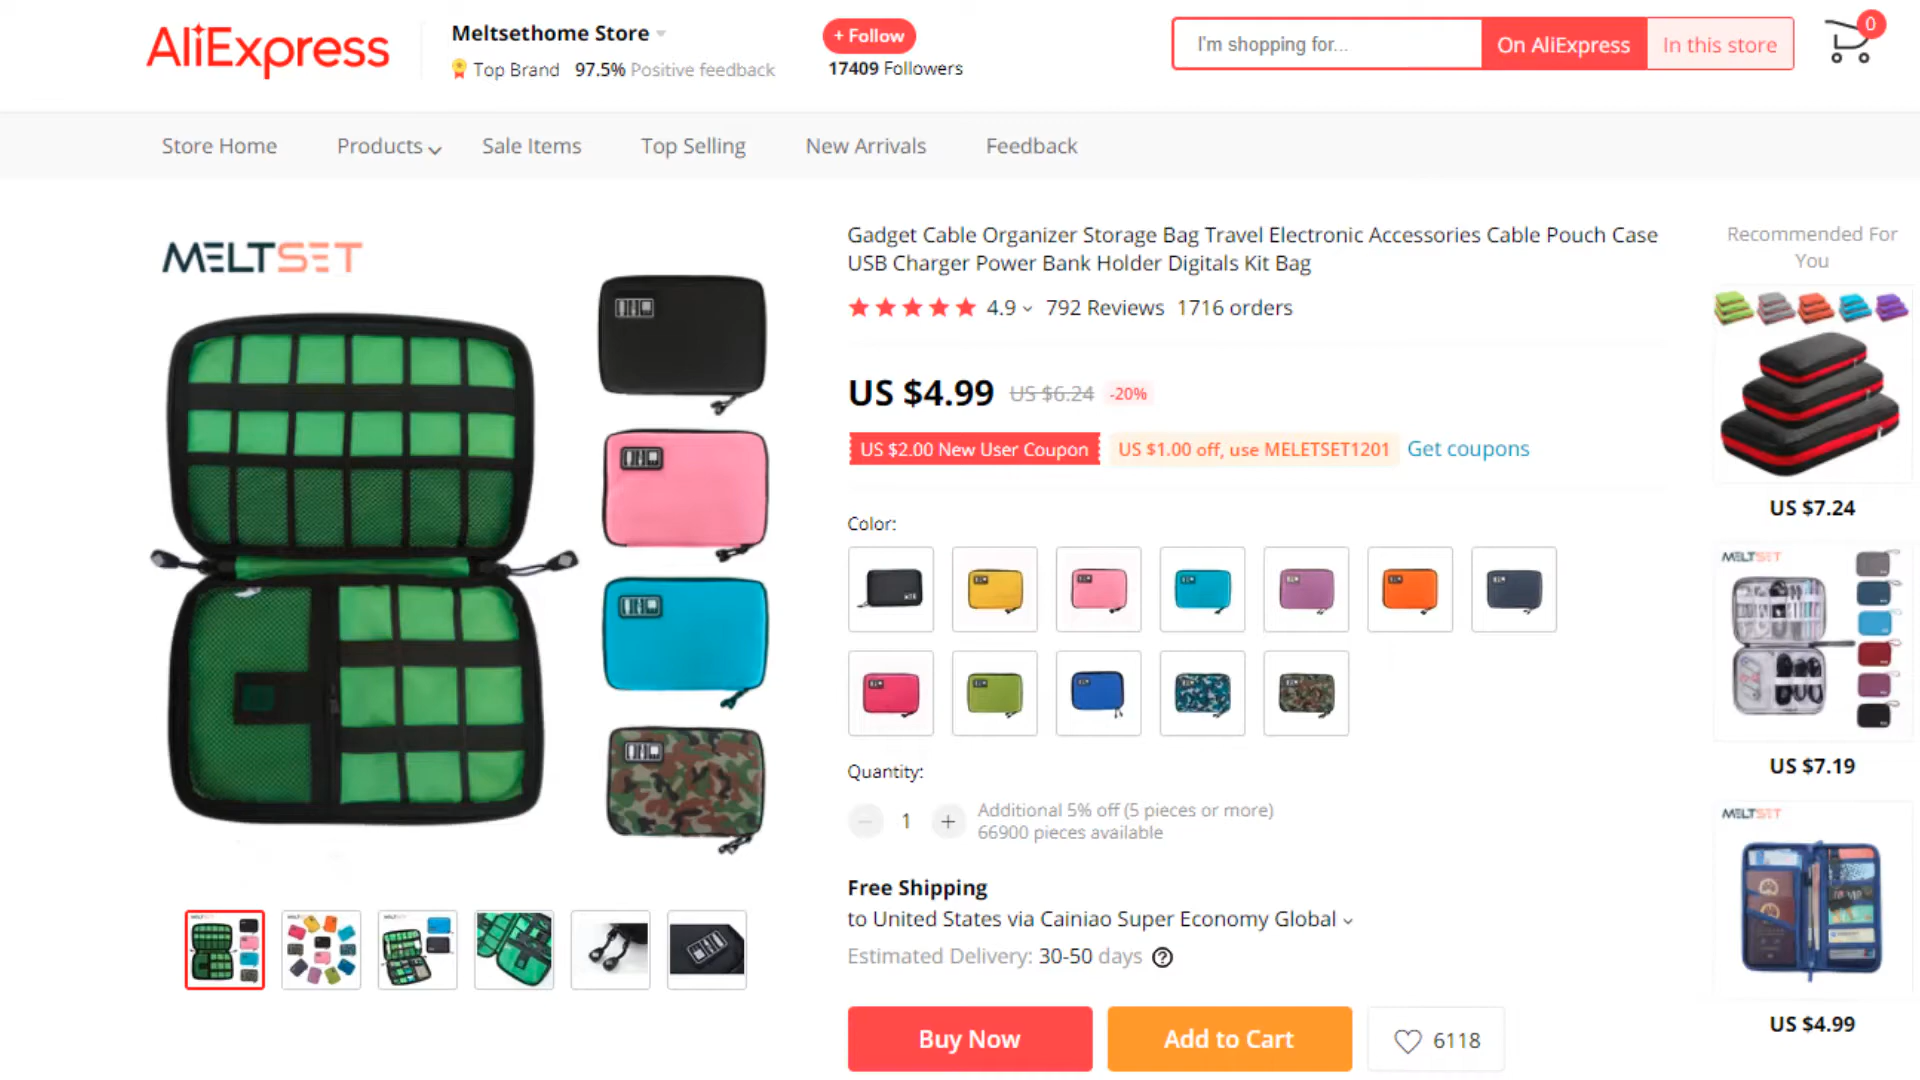 AliExpress
Meltsethome Store
Top Brand 97.5% Positive feedback
+ Follow
17409 Followers
I'm shopping for...
On AliExpress
In this store
0
Store Home
Products
Sale Items
Top Selling
New Arrivals
Feedback
MELTSET
Gadget Cable Organizer Storage Bag Travel Electronic Accessories Cable Pouch Case
USB Charger Power Bank Holder Digitals Kit Bag
4.9 792 Reviews 1716 orders
US $4.99 US $6.24 -20%
US $2.00 New User Coupon US $1.00 off, use MELETSET1201 Get coupons
Color:
Quantity:
1
Additional 5% off (5 pieces or more)
66900 pieces available
Free Shipping
to United States via Cainiao Super Economy Global
Estimated Delivery: 30-50 days
Buy Now
Add to Cart
6118
Recommended For
You
US $7.24
MELTSET
US $7.19
MELTSET
US $4.99